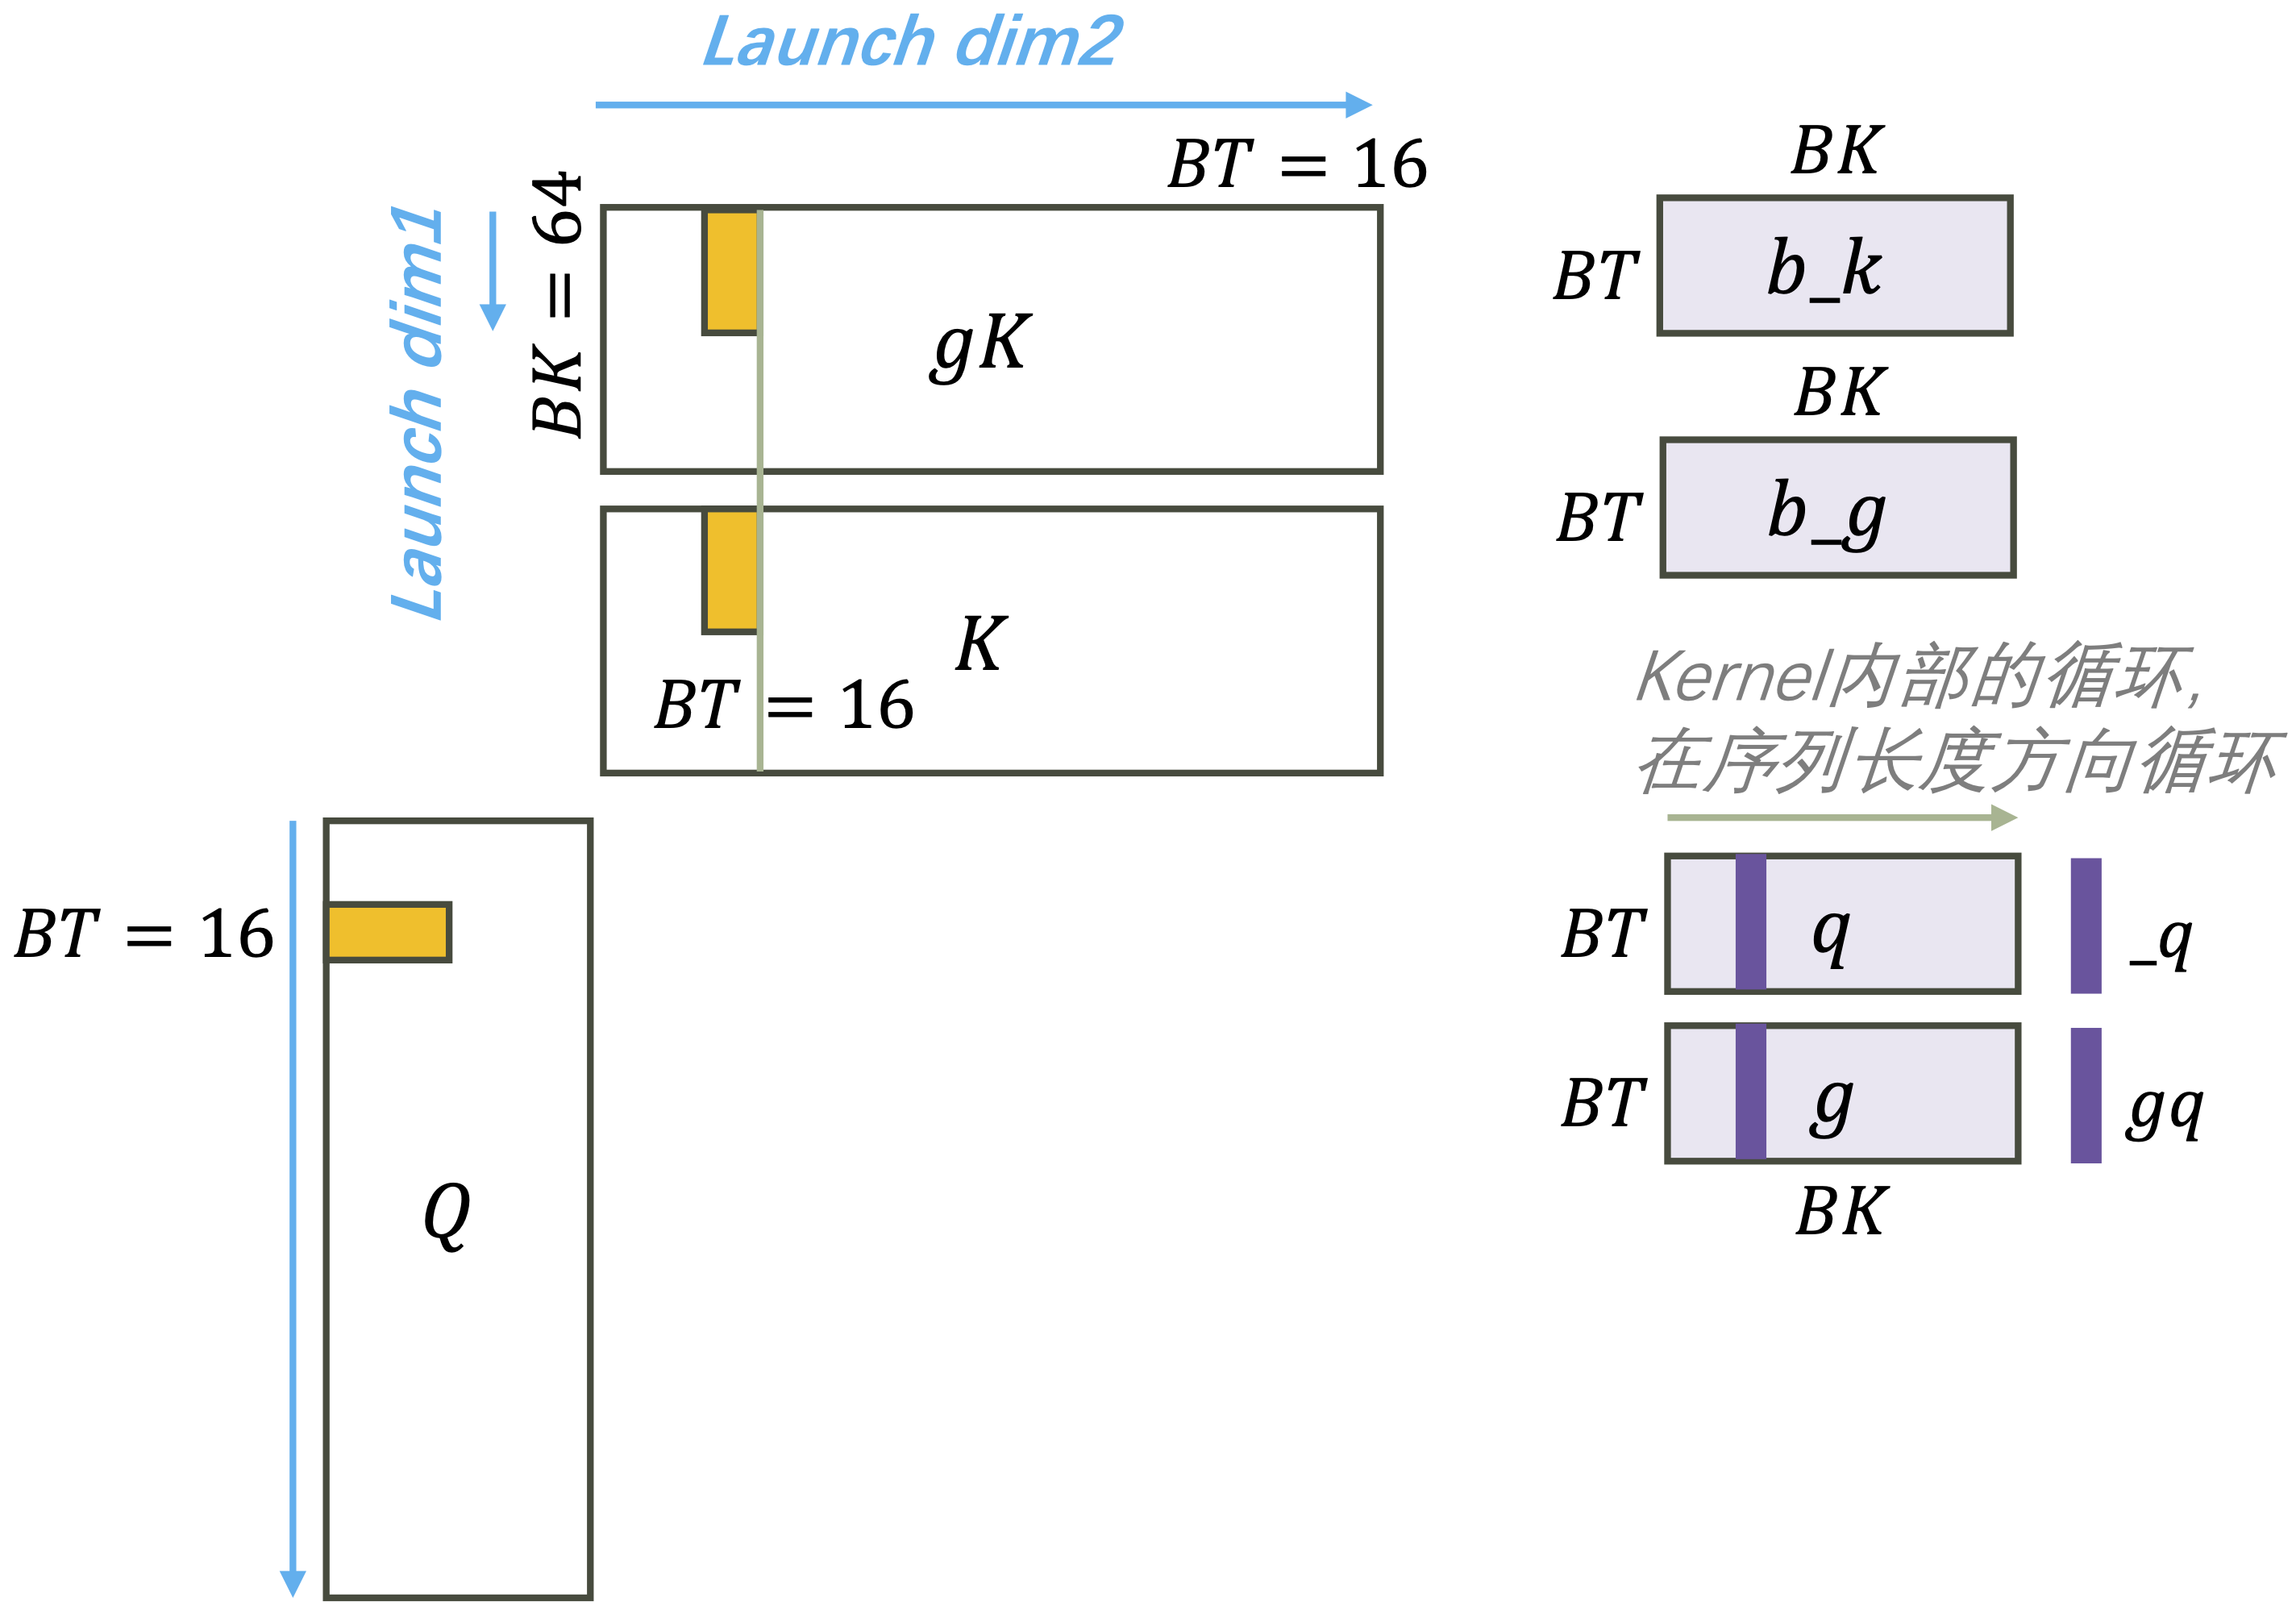 Launch dim2
BT = 16
Launch dim1
BK = 64
gK
K
BT = 16
BT = 16
Q
BK
BT
b_k
BK
BT
b_g
Kernel内部的循环,
在序列长度方向循环
BT
q
_q
BT
g
gq
BK